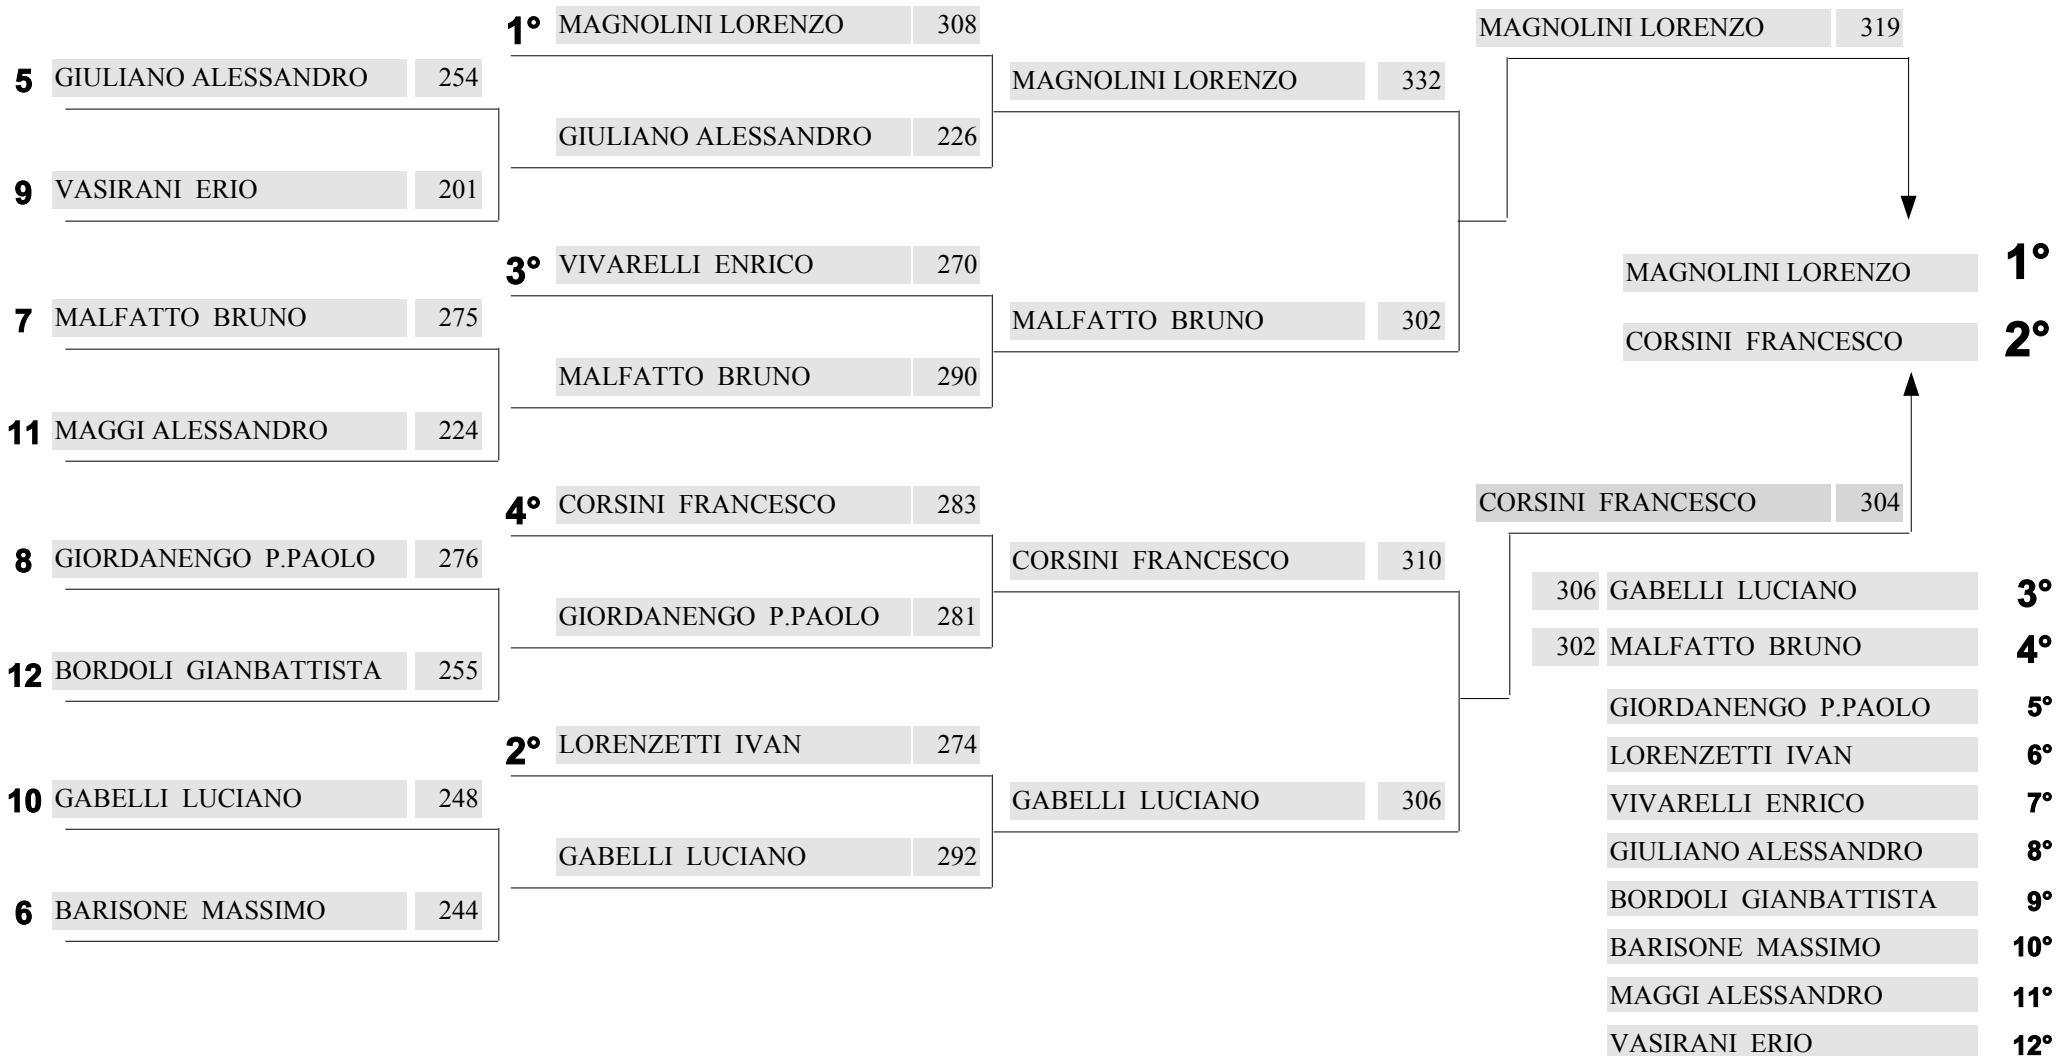 5 GIULIANO ALESSANDRO 254
9 VASIRANI ERIO 201
7 MALFATTO BRUNO 275
11 MAGGI ALESSANDRO 224
8 GIORDANENGO P.PAOLO 276
12 BORDOLI GIANBATTISTA 255
10 GABELLI LUCIANO 248
6 BARISONE MASSIMO 244
1° MAGNOLINI LORENZO 308
GIULIANO ALESSANDRO 226
3° VIVARELLI ENRICO 270
MALFATTO BRUNO 290
4° CORSINI FRANCESCO 283
GIORDANENGO P.PAOLO 281
2° LORENZETTI IVAN 274
GABELLI LUCIANO 292
MAGNOLINI LORENZO 332
MALFATTO BRUNO 302
CORSINI FRANCESCO 310
GABELLI LUCIANO 306
MAGNOLINI LORENZO 319
MAGNOLINI LORENZO 1°
CORSINI FRANCESCO 2°
CORSINI FRANCESCO 304
306 GABELLI LUCIANO 3°
302 MALFATTO BRUNO 4°
GIORDANENGO P.PAOLO 5°
LORENZETTI IVAN 6°
VIVARELLI ENRICO 7°
GIULIANO ALESSANDRO 8°
BORDOLI GIANBATTISTA 9°
BARISONE MASSIMO 10°
MAGGI ALESSANDRO 11°
VASIRANI ERIO 12°